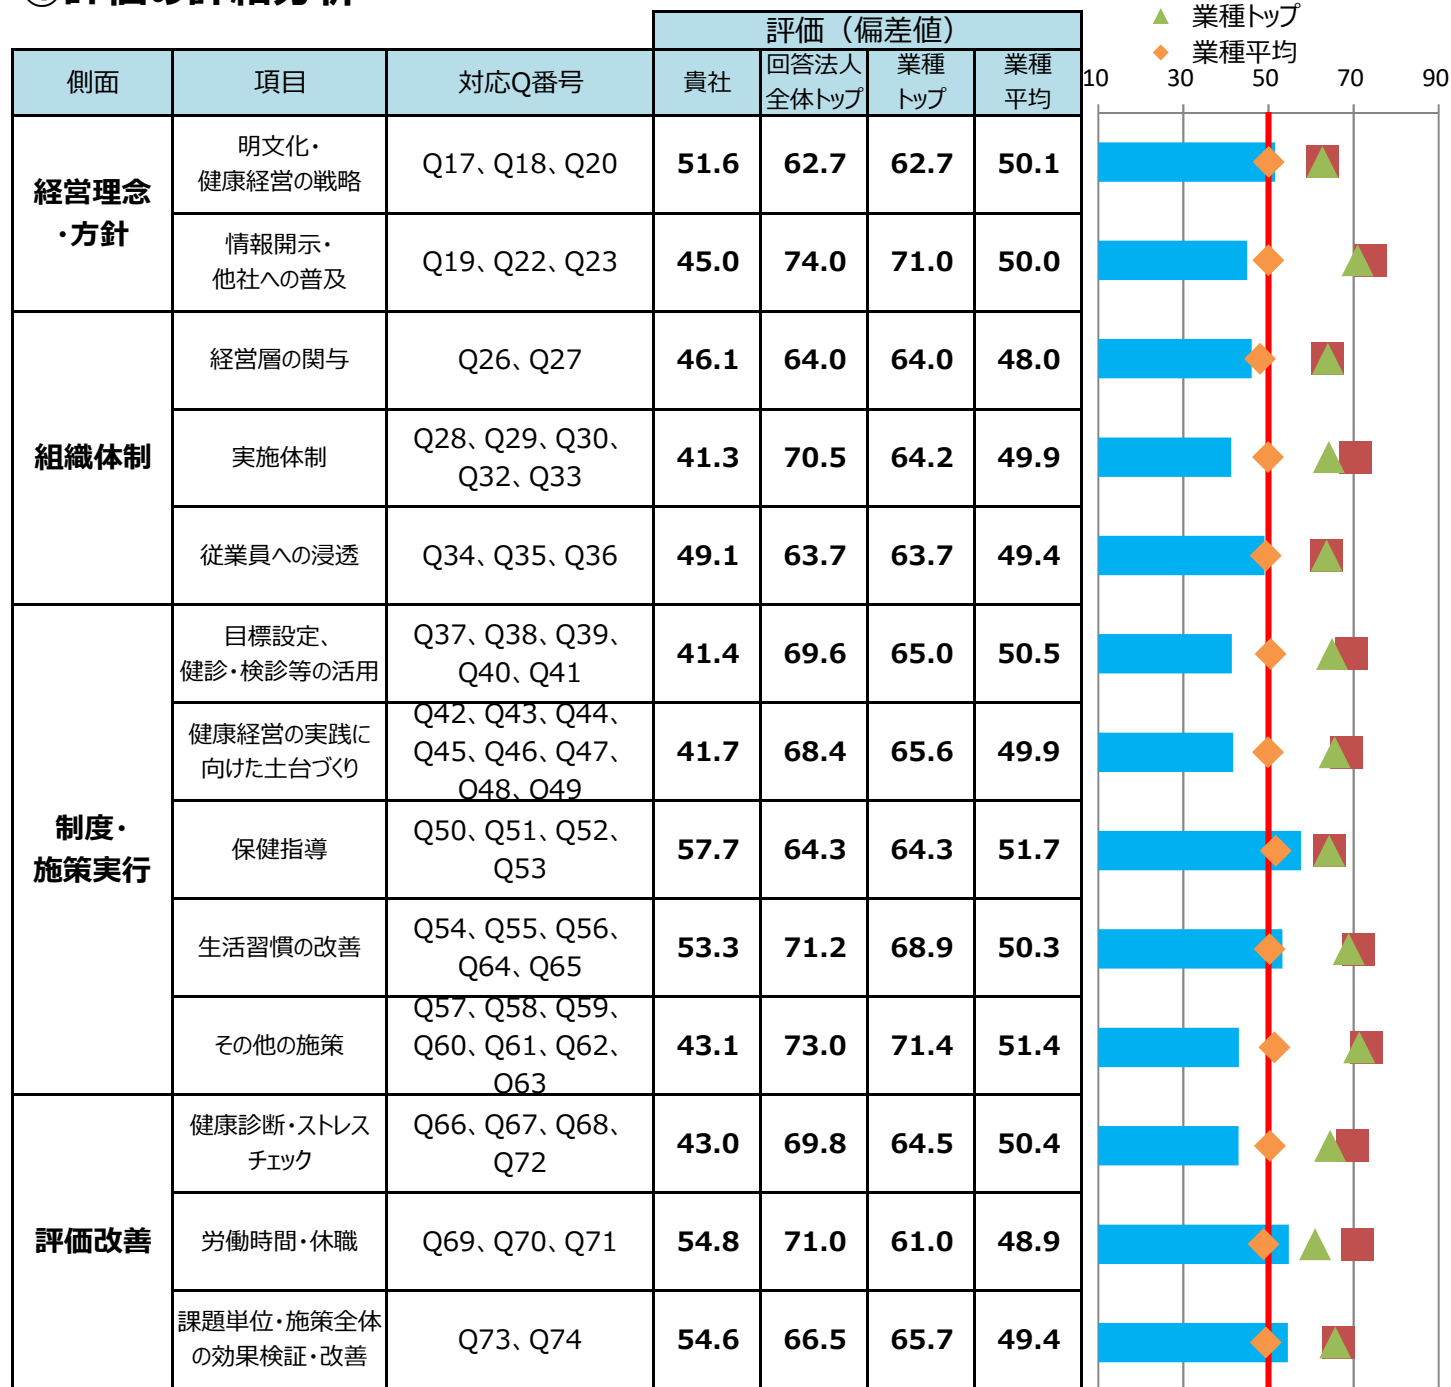 評価（偏差値）
▲ 業種トップ
◆ 業種平均
側面 項目 対応Q番号 貴社 回答法人全体トップ 業種トップ 業種平均
10 30 50 70 90
経営理念・方針
明文化・健康経営の戦略 Q17、Q18、Q20 51.6 62.7 62.7 50.1
情報開示・他社への普及 Q19、Q22、Q23 45.0 74.0 71.0 50.0
組織体制
経営層の関与 Q26、Q27 46.1 64.0 64.0 48.0
実施体制 Q28、Q29、Q30、Q32、Q33 41.3 70.5 64.2 49.9
従業員への浸透 Q34、Q35、Q36 49.1 63.7 63.7 49.4
制度・施策実行
目標設定、健診・検診等の活用 Q37、Q38、Q39、Q40、Q41 41.4 69.6 65.0 50.5
健康経営の実践に向けた土台づくり Q42、Q43、Q44、Q45、Q46、Q47、Q48、Q49 41.7 68.4 65.6 49.9
保健指導 Q50、Q51、Q52、Q53 57.7 64.3 64.3 51.7
生活習慣の改善 Q54、Q55、Q56、Q64、Q65 53.3 71.2 68.9 50.3
その他の施策 Q57、Q58、Q59、Q60、Q61、Q62、Q63 43.1 73.0 71.4 51.4
評価改善
健康診断・ストレスチェック Q66、Q67、Q68、Q72 43.0 69.8 64.5 50.4
労働時間・休職 Q69、Q70、Q71 54.8 71.0 61.0 48.9
課題単位・施策全体の効果検証・改善 Q73、Q74 54.6 66.5 65.7 49.4